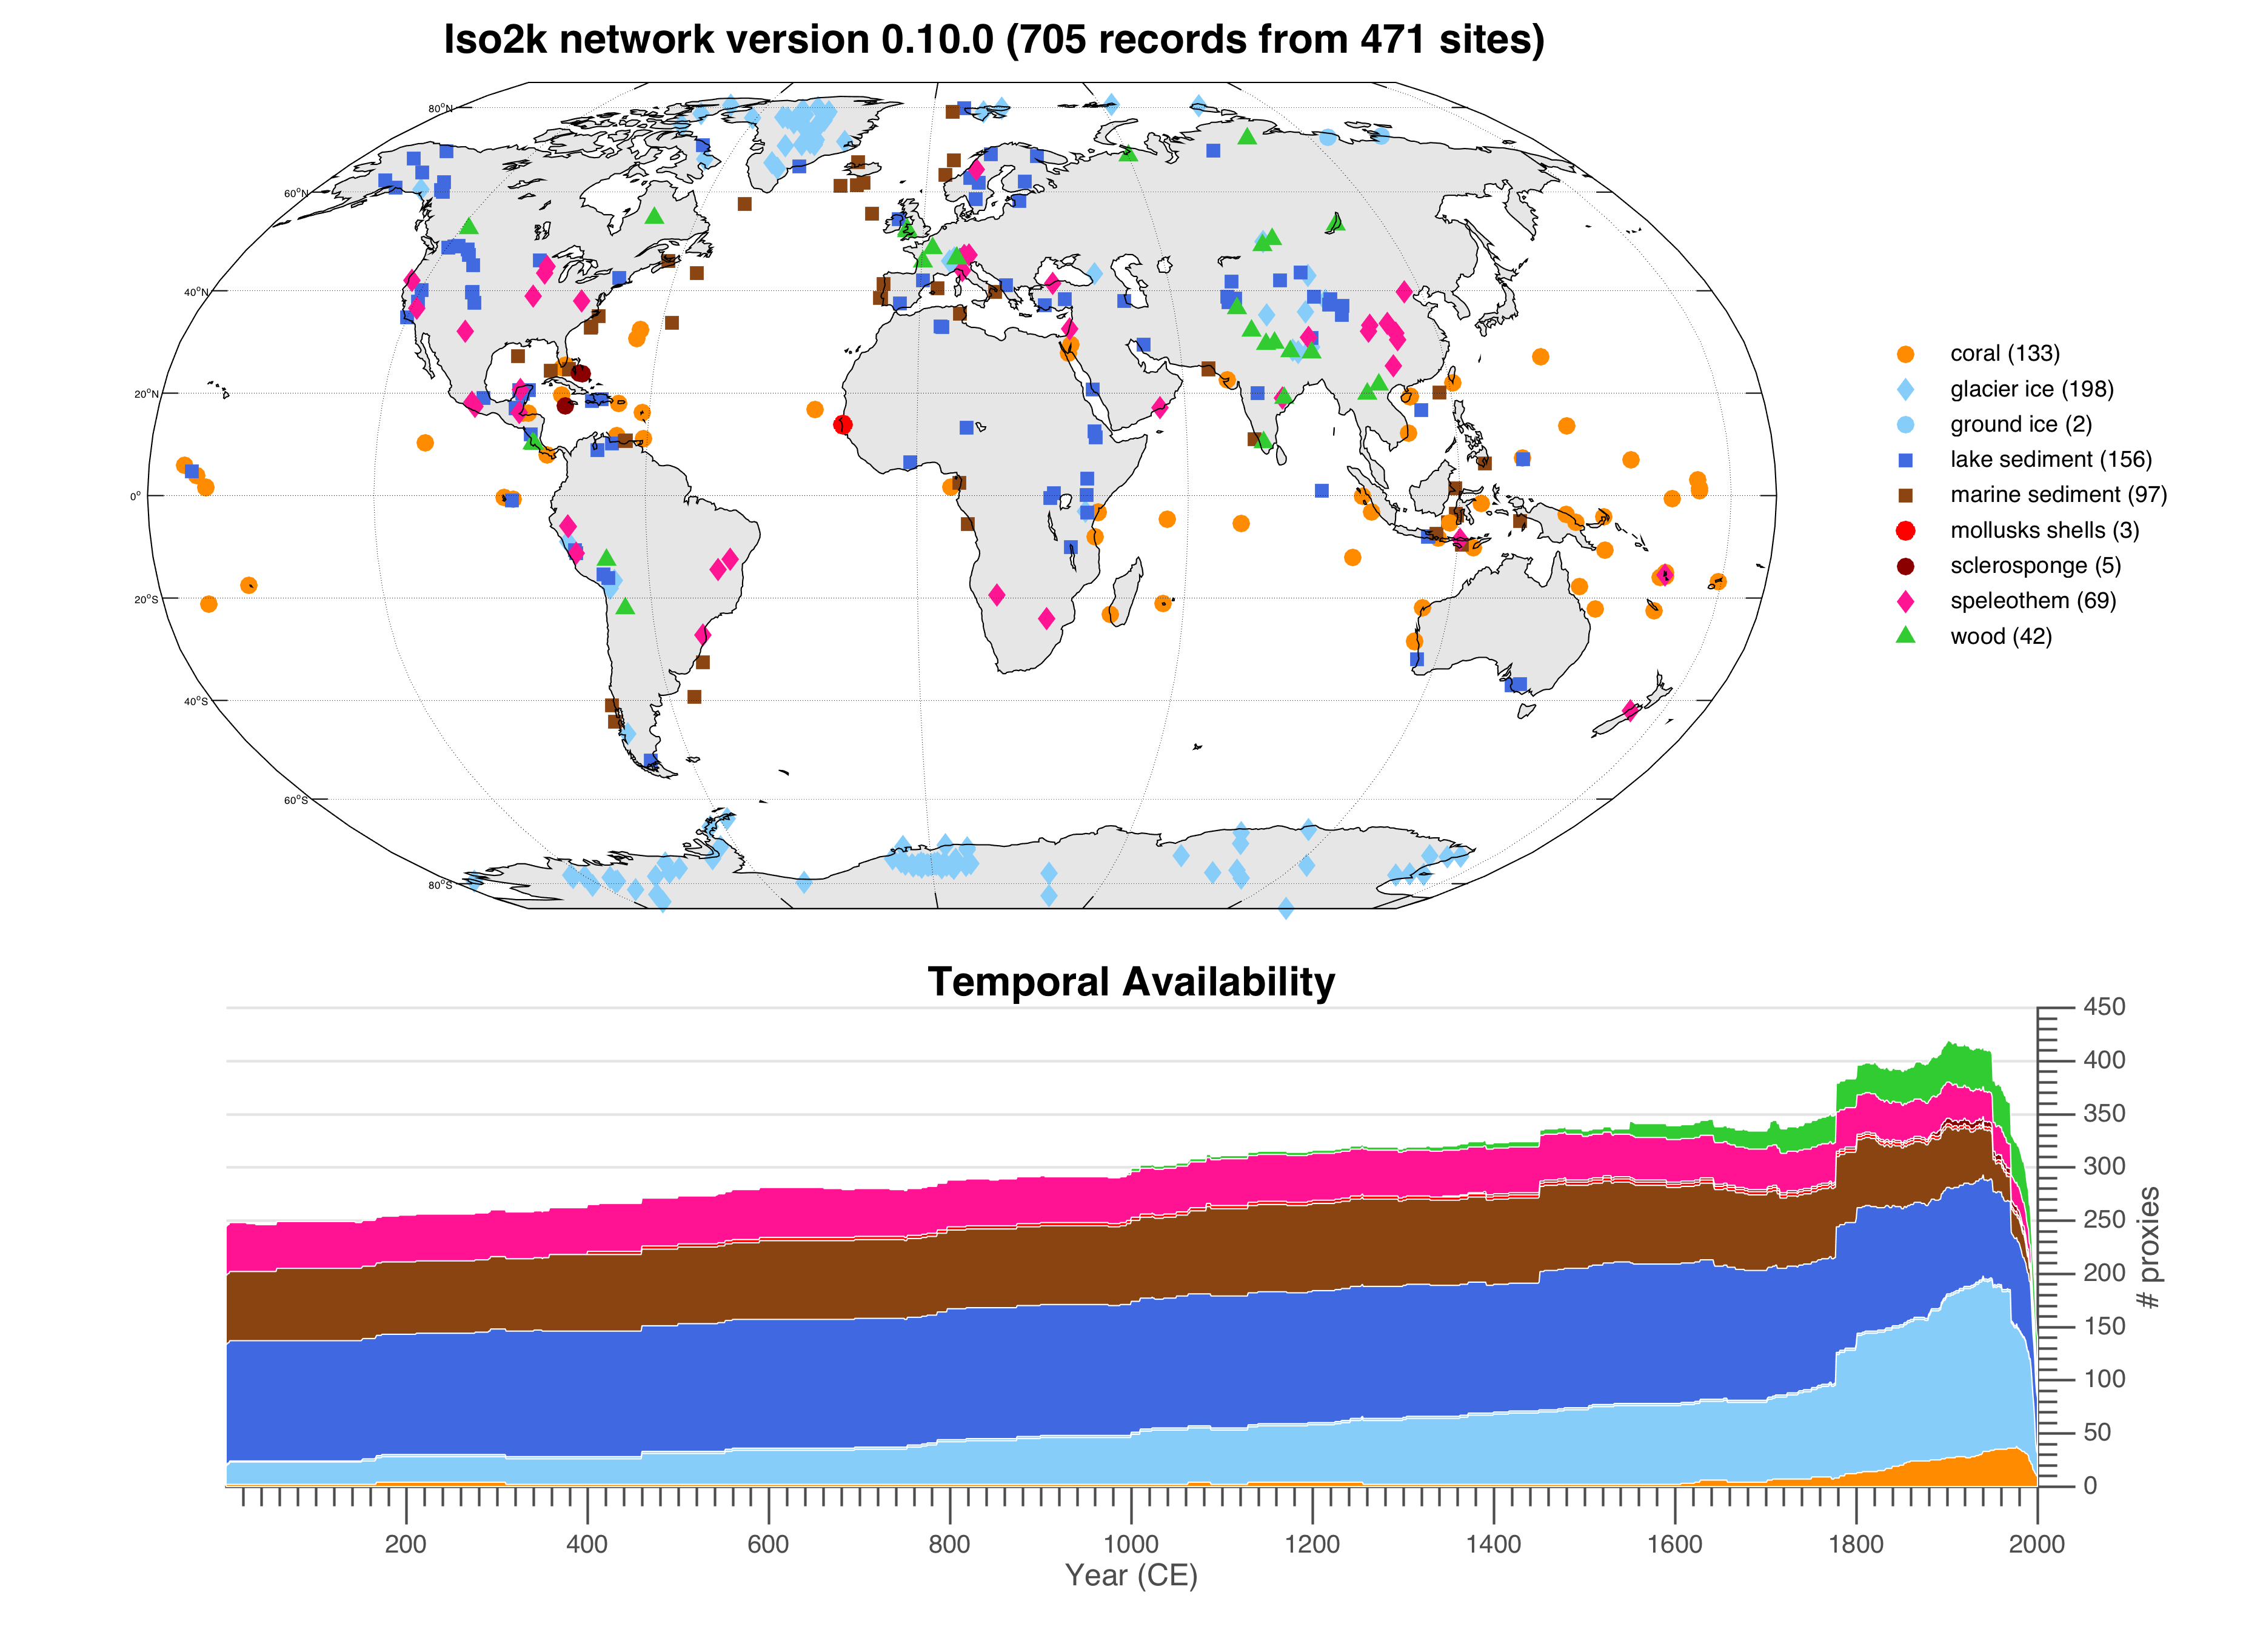 Iso2k network version 0.10.0 (705 records from 471 sites)
80°N
60°N
40°N
20°N
0°
20°S
40°S
60°S
80°S
coral (133)
glacier ice (198)
ground ice (2)
lake sediment (156)
marine sediment (97)
mollusks shells (3)
sclerosponge (5)
speleothem (69)
wood (42)
Temporal Availability
450
400
350
300
250
200
150
100
50
0
# proxies
200 400 600 800 1000 1200 1400 1600 1800 2000
Year (CE)